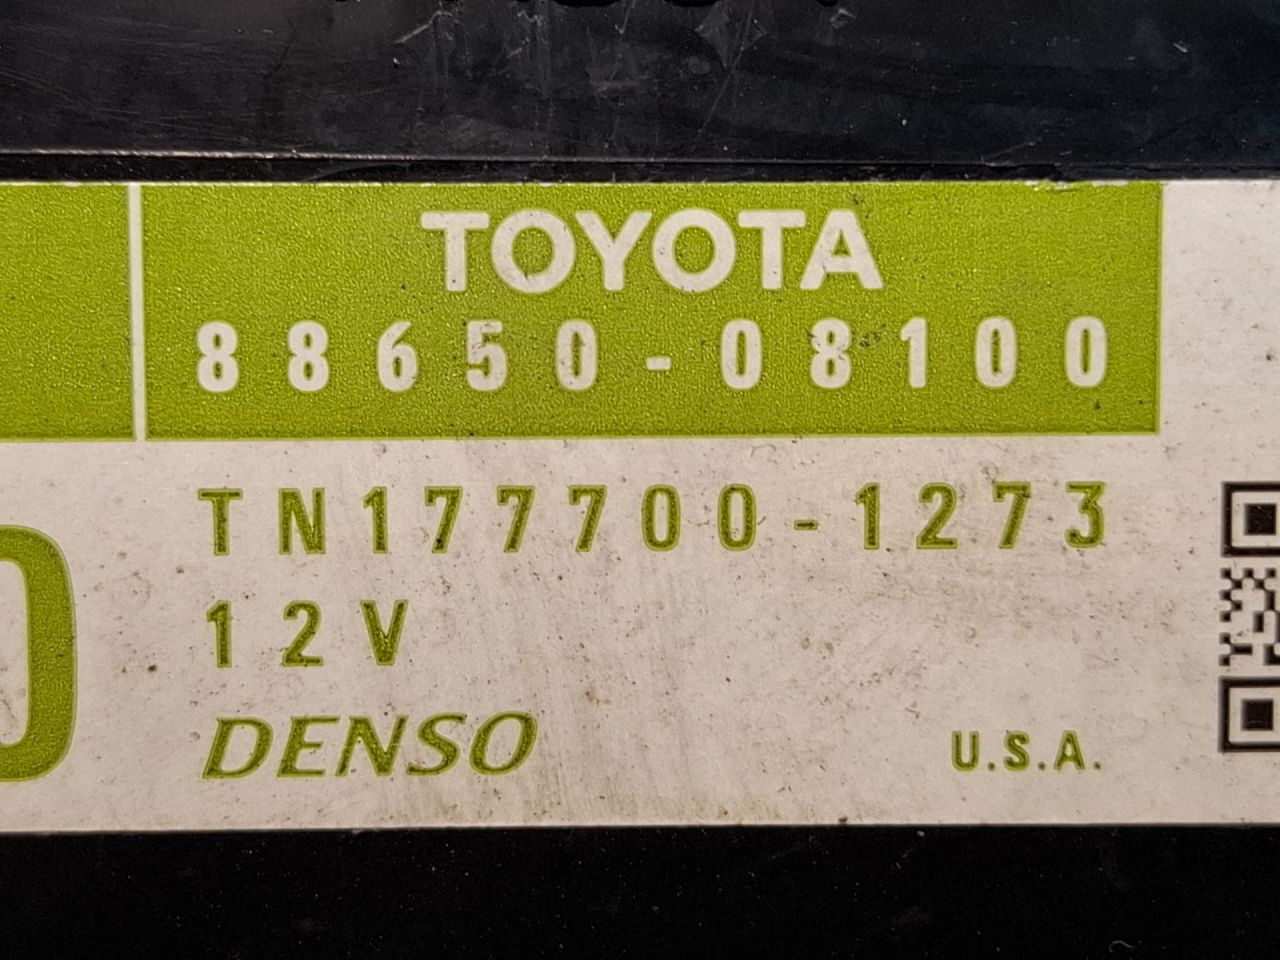 TOYOTA
88650-08100
TN177700-1273
12V
DENSO
U.S.A.